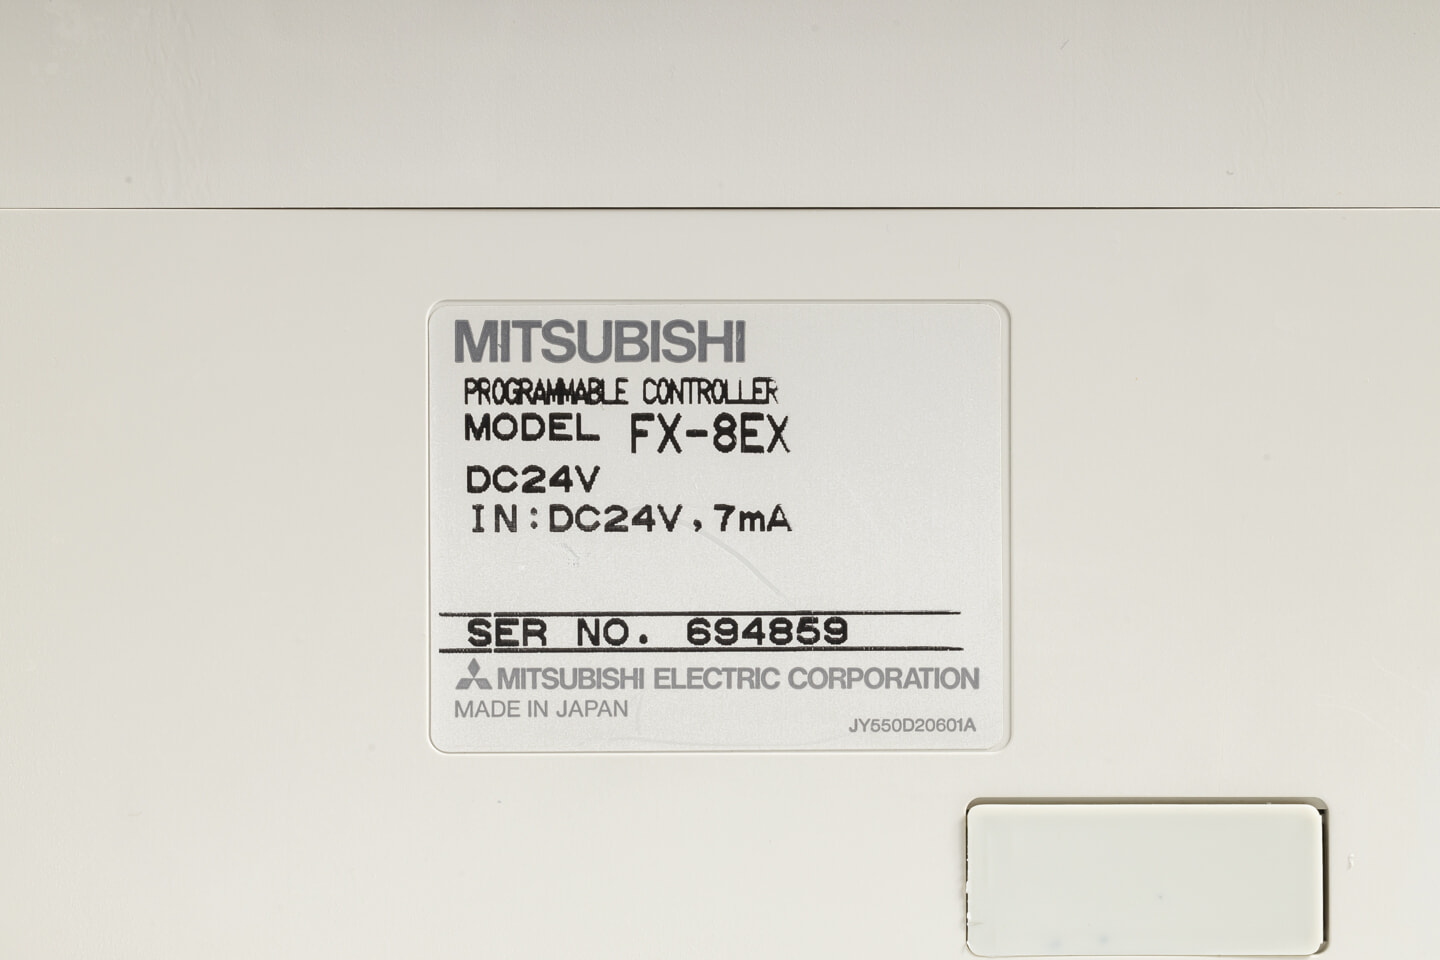 MITSUBISHI
PROGRAMMABLE CONTROLLER
MODEL FX-8EX
DC24V
IN:DC24V,7mA
SER NO. 694859
MITSUBISHI ELECTRIC CORPORATION
MADE IN JAPAN
JY550D20601A